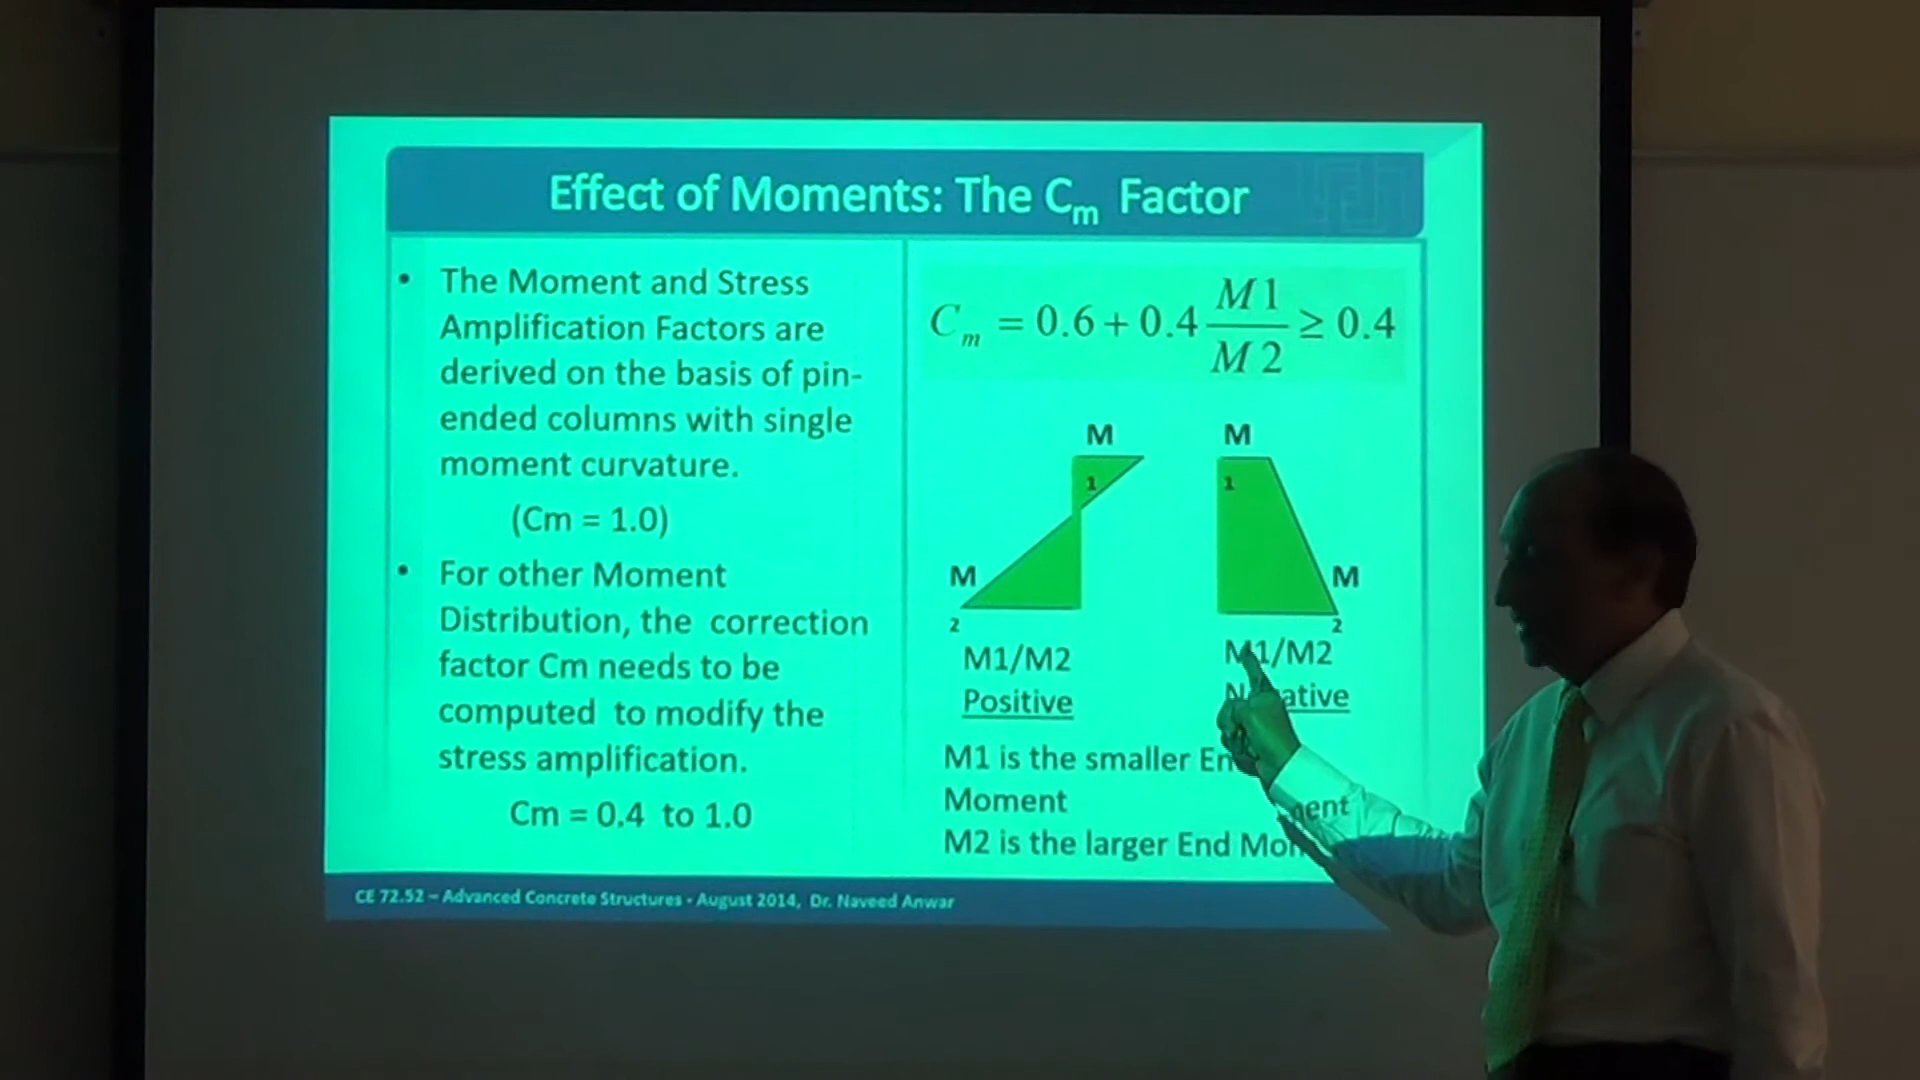 Effect of Moments: The Cm Factor
• The Moment and Stress
Amplification Factors are
derived on the basis of pin-
ended columns with single
moment curvature.
(Cm = 1.0)
• For other Moment
Distribution, the correction
factor Cm needs to be
computed to modify the
stress amplification.
Cm = 0.4 to 1.0
Cm = 0.6 + 0.4 M1/M2 ≥ 0.4
M
1
M
2
M1/M2
Positive
M
1
M
2
M1/M2
M1 is the smaller
Moment
M2 is the larger End
CE 72.52 – Advanced Concrete Structures - August 2014, Dr. Naveed Anwar